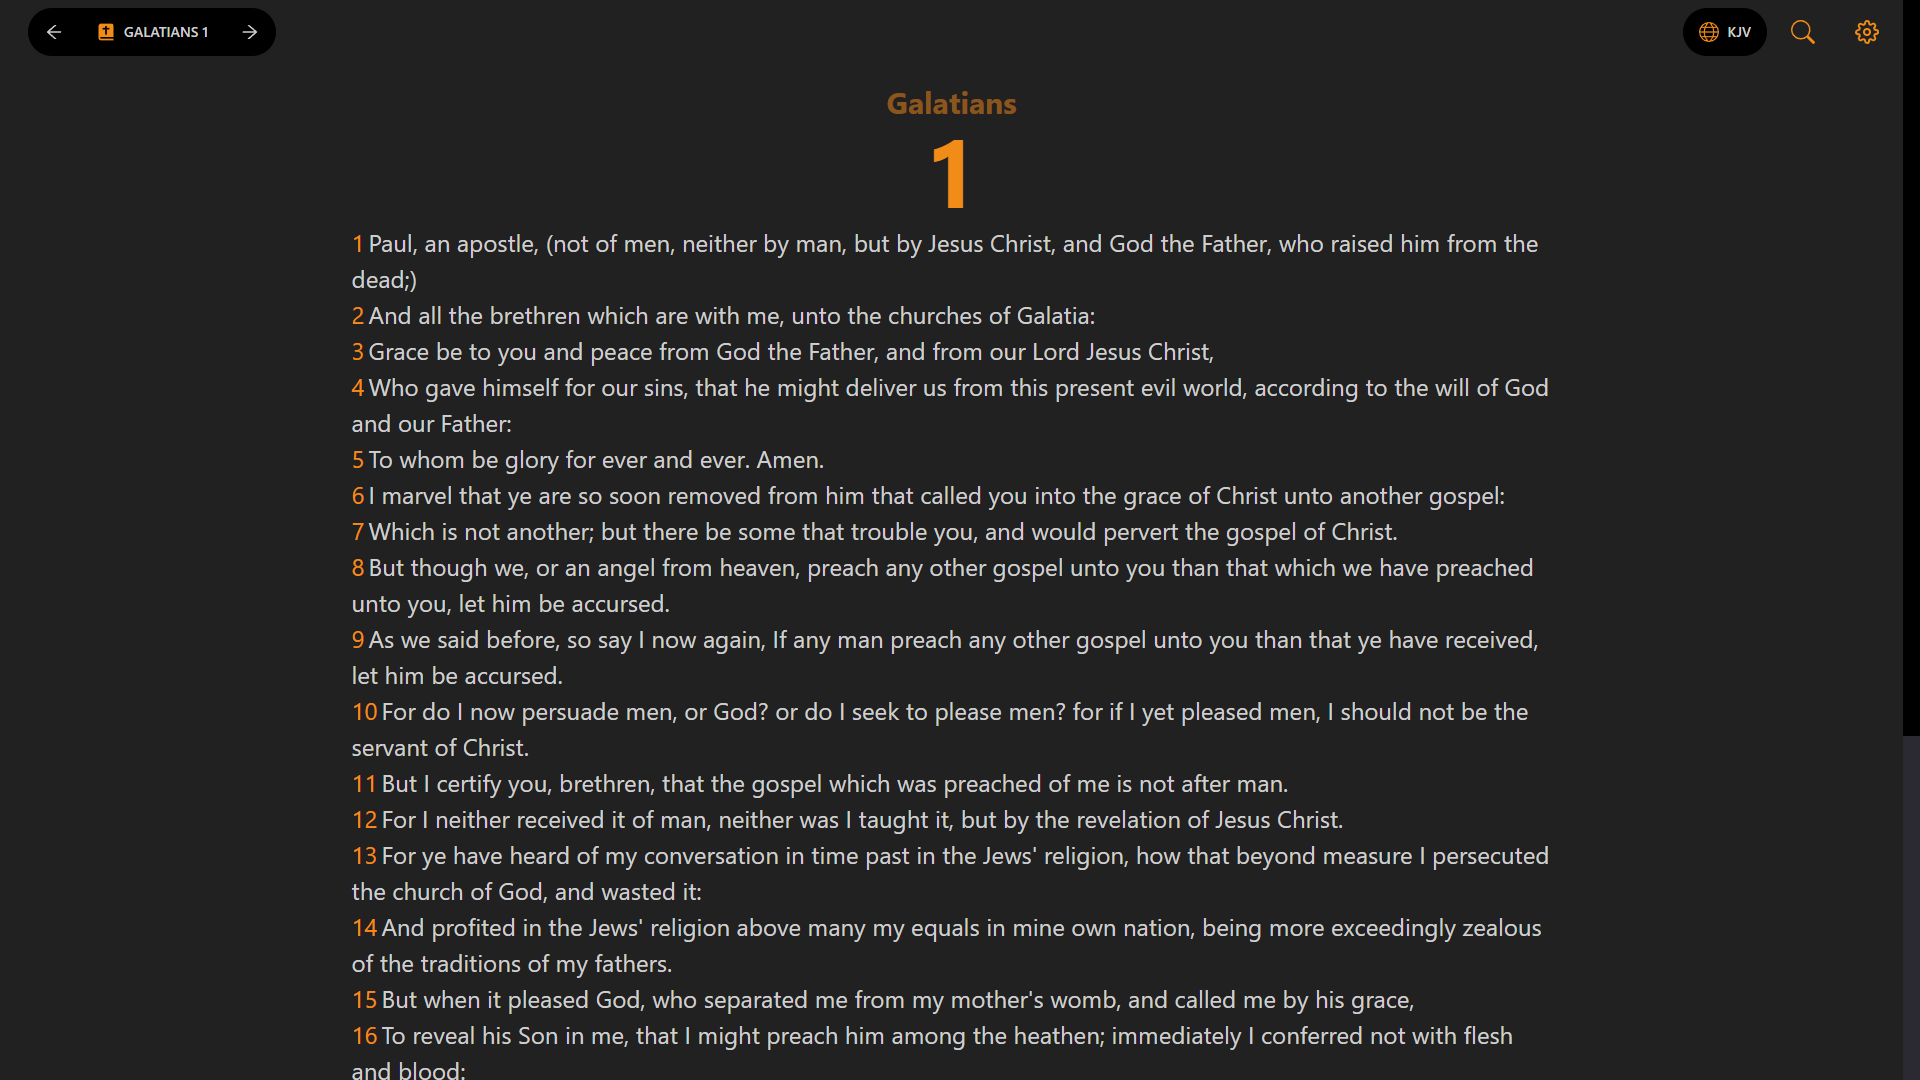 GALATIANS 1
KJV
Galatians
1
1 Paul, an apostle, (not of men, neither by man, but by Jesus Christ, and God the Father, who raised him from the
dead;)
2 And all the brethren which are with me, unto the churches of Galatia:
3 Grace be to you and peace from God the Father, and from our Lord Jesus Christ,
4 Who gave himself for our sins, that he might deliver us from this present evil world, according to the will of God
and our Father:
5 To whom be glory for ever and ever. Amen.
6 I marvel that ye are so soon removed from him that called you into the grace of Christ unto another gospel:
7 Which is not another; but there be some that trouble you, and would pervert the gospel of Christ.
8 But though we, or an angel from heaven, preach any other gospel unto you than that which we have preached
unto you, let him be accursed.
9 As we said before, so say I now again, If any man preach any other gospel unto you than that ye have received,
let him be accursed.
10 For do I now persuade men, or God? or do I seek to please men? for if I yet pleased men, I should not be the
servant of Christ.
11 But I certify you, brethren, that the gospel which was preached of me is not after man.
12 For I neither received it of man, neither was I taught it, but by the revelation of Jesus Christ.
13 For ye have heard of my conversation in time past in the Jews' religion, how that beyond measure I persecuted
the church of God, and wasted it:
14 And profited in the Jews' religion above many my equals in mine own nation, being more exceedingly zealous
of the traditions of my fathers.
15 But when it pleased God, who separated me from my mother's womb, and called me by his grace,
16 To reveal his Son in me, that I might preach him among the heathen; immediately I conferred not with flesh
and blood: